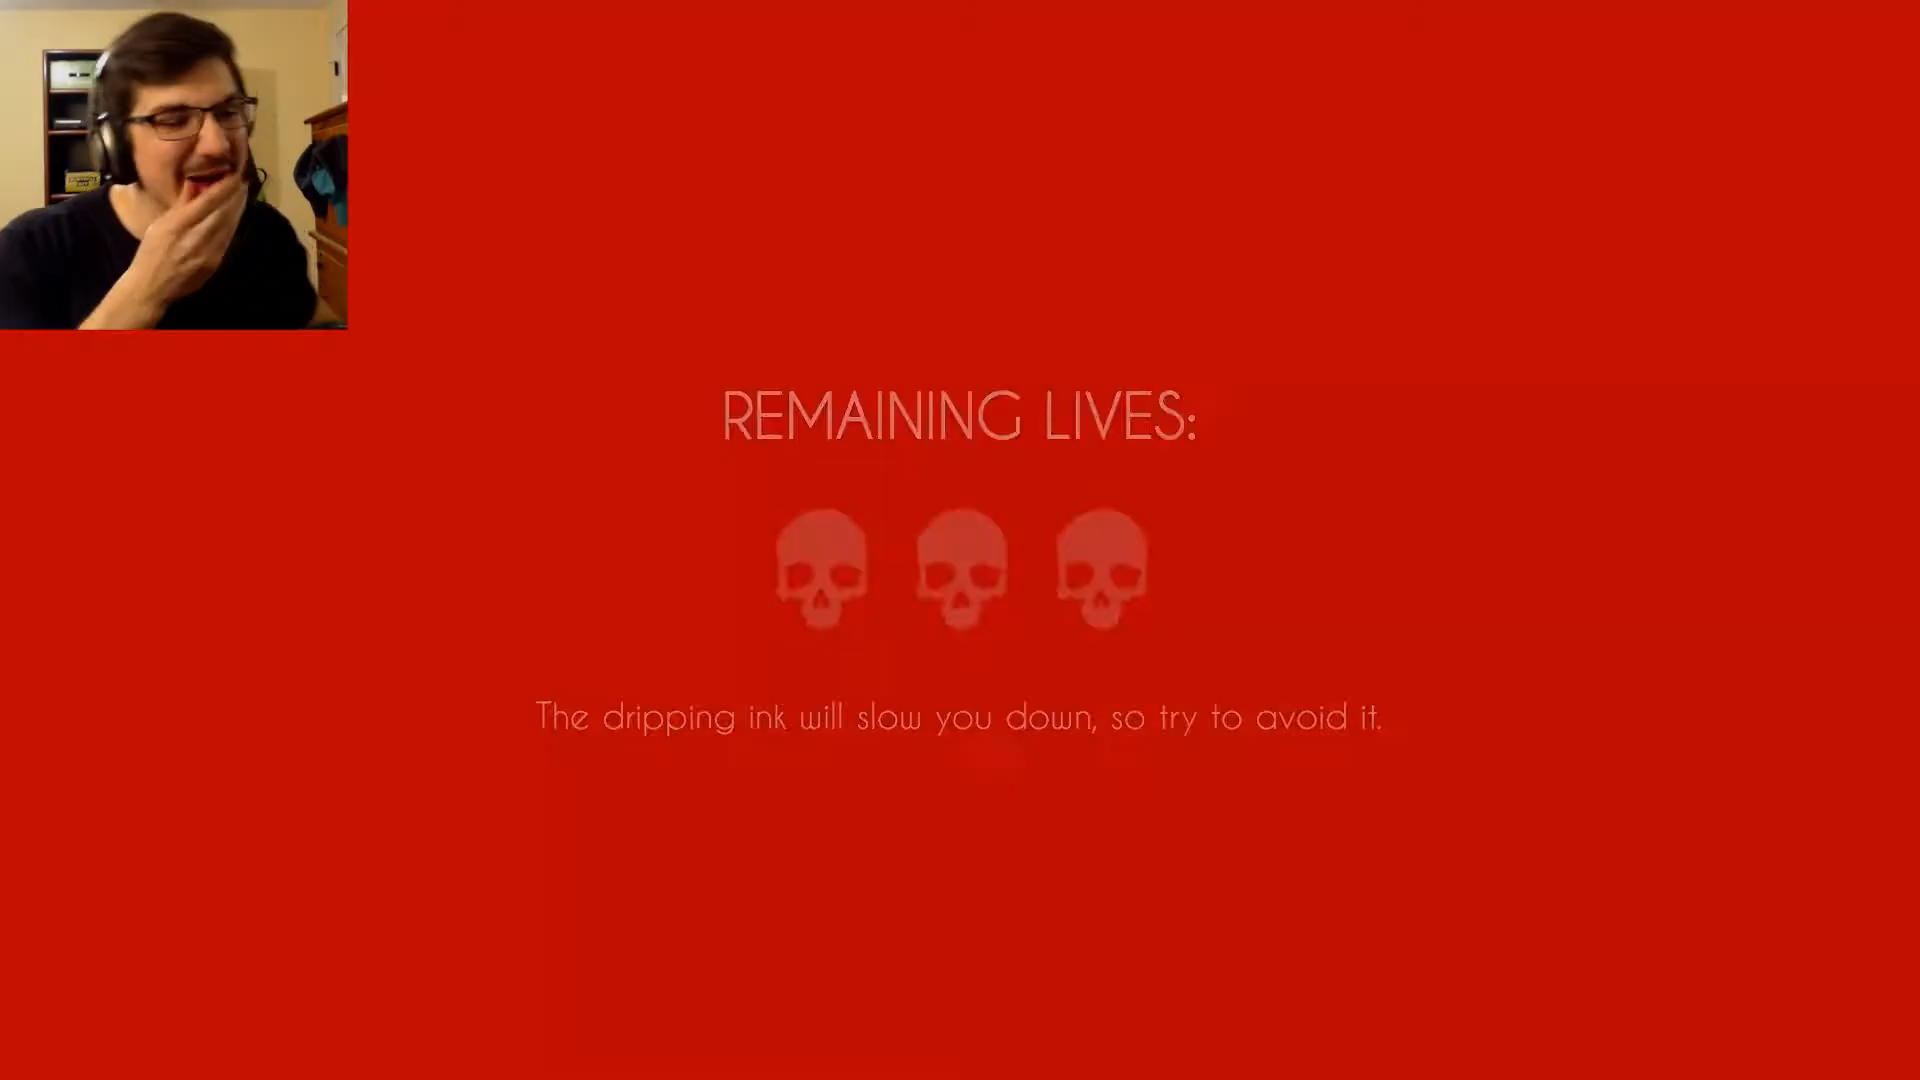 REMAINING LIVES:
The dripping ink will slow you down, so try to avoid it.